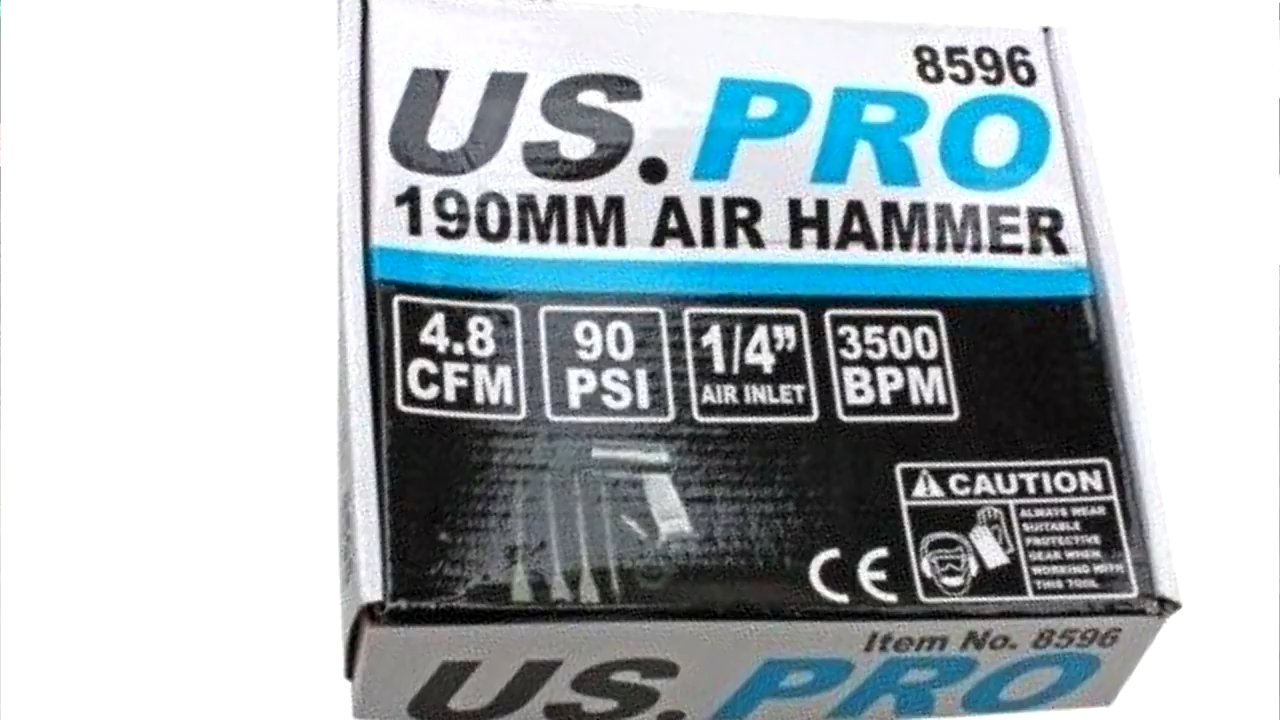 8596
US.PRO
190MM AIR HAMMER
4.8
CFM
90
PSI
1/4”
AIR INLET
3500
BPM
CAUTION
ALWAYS WEAR
SUITABLE
PROTECTIVE
GEAR WHEN
WORKING WITH
THIS TOOL
CE
Item No. 8596
US.PRO